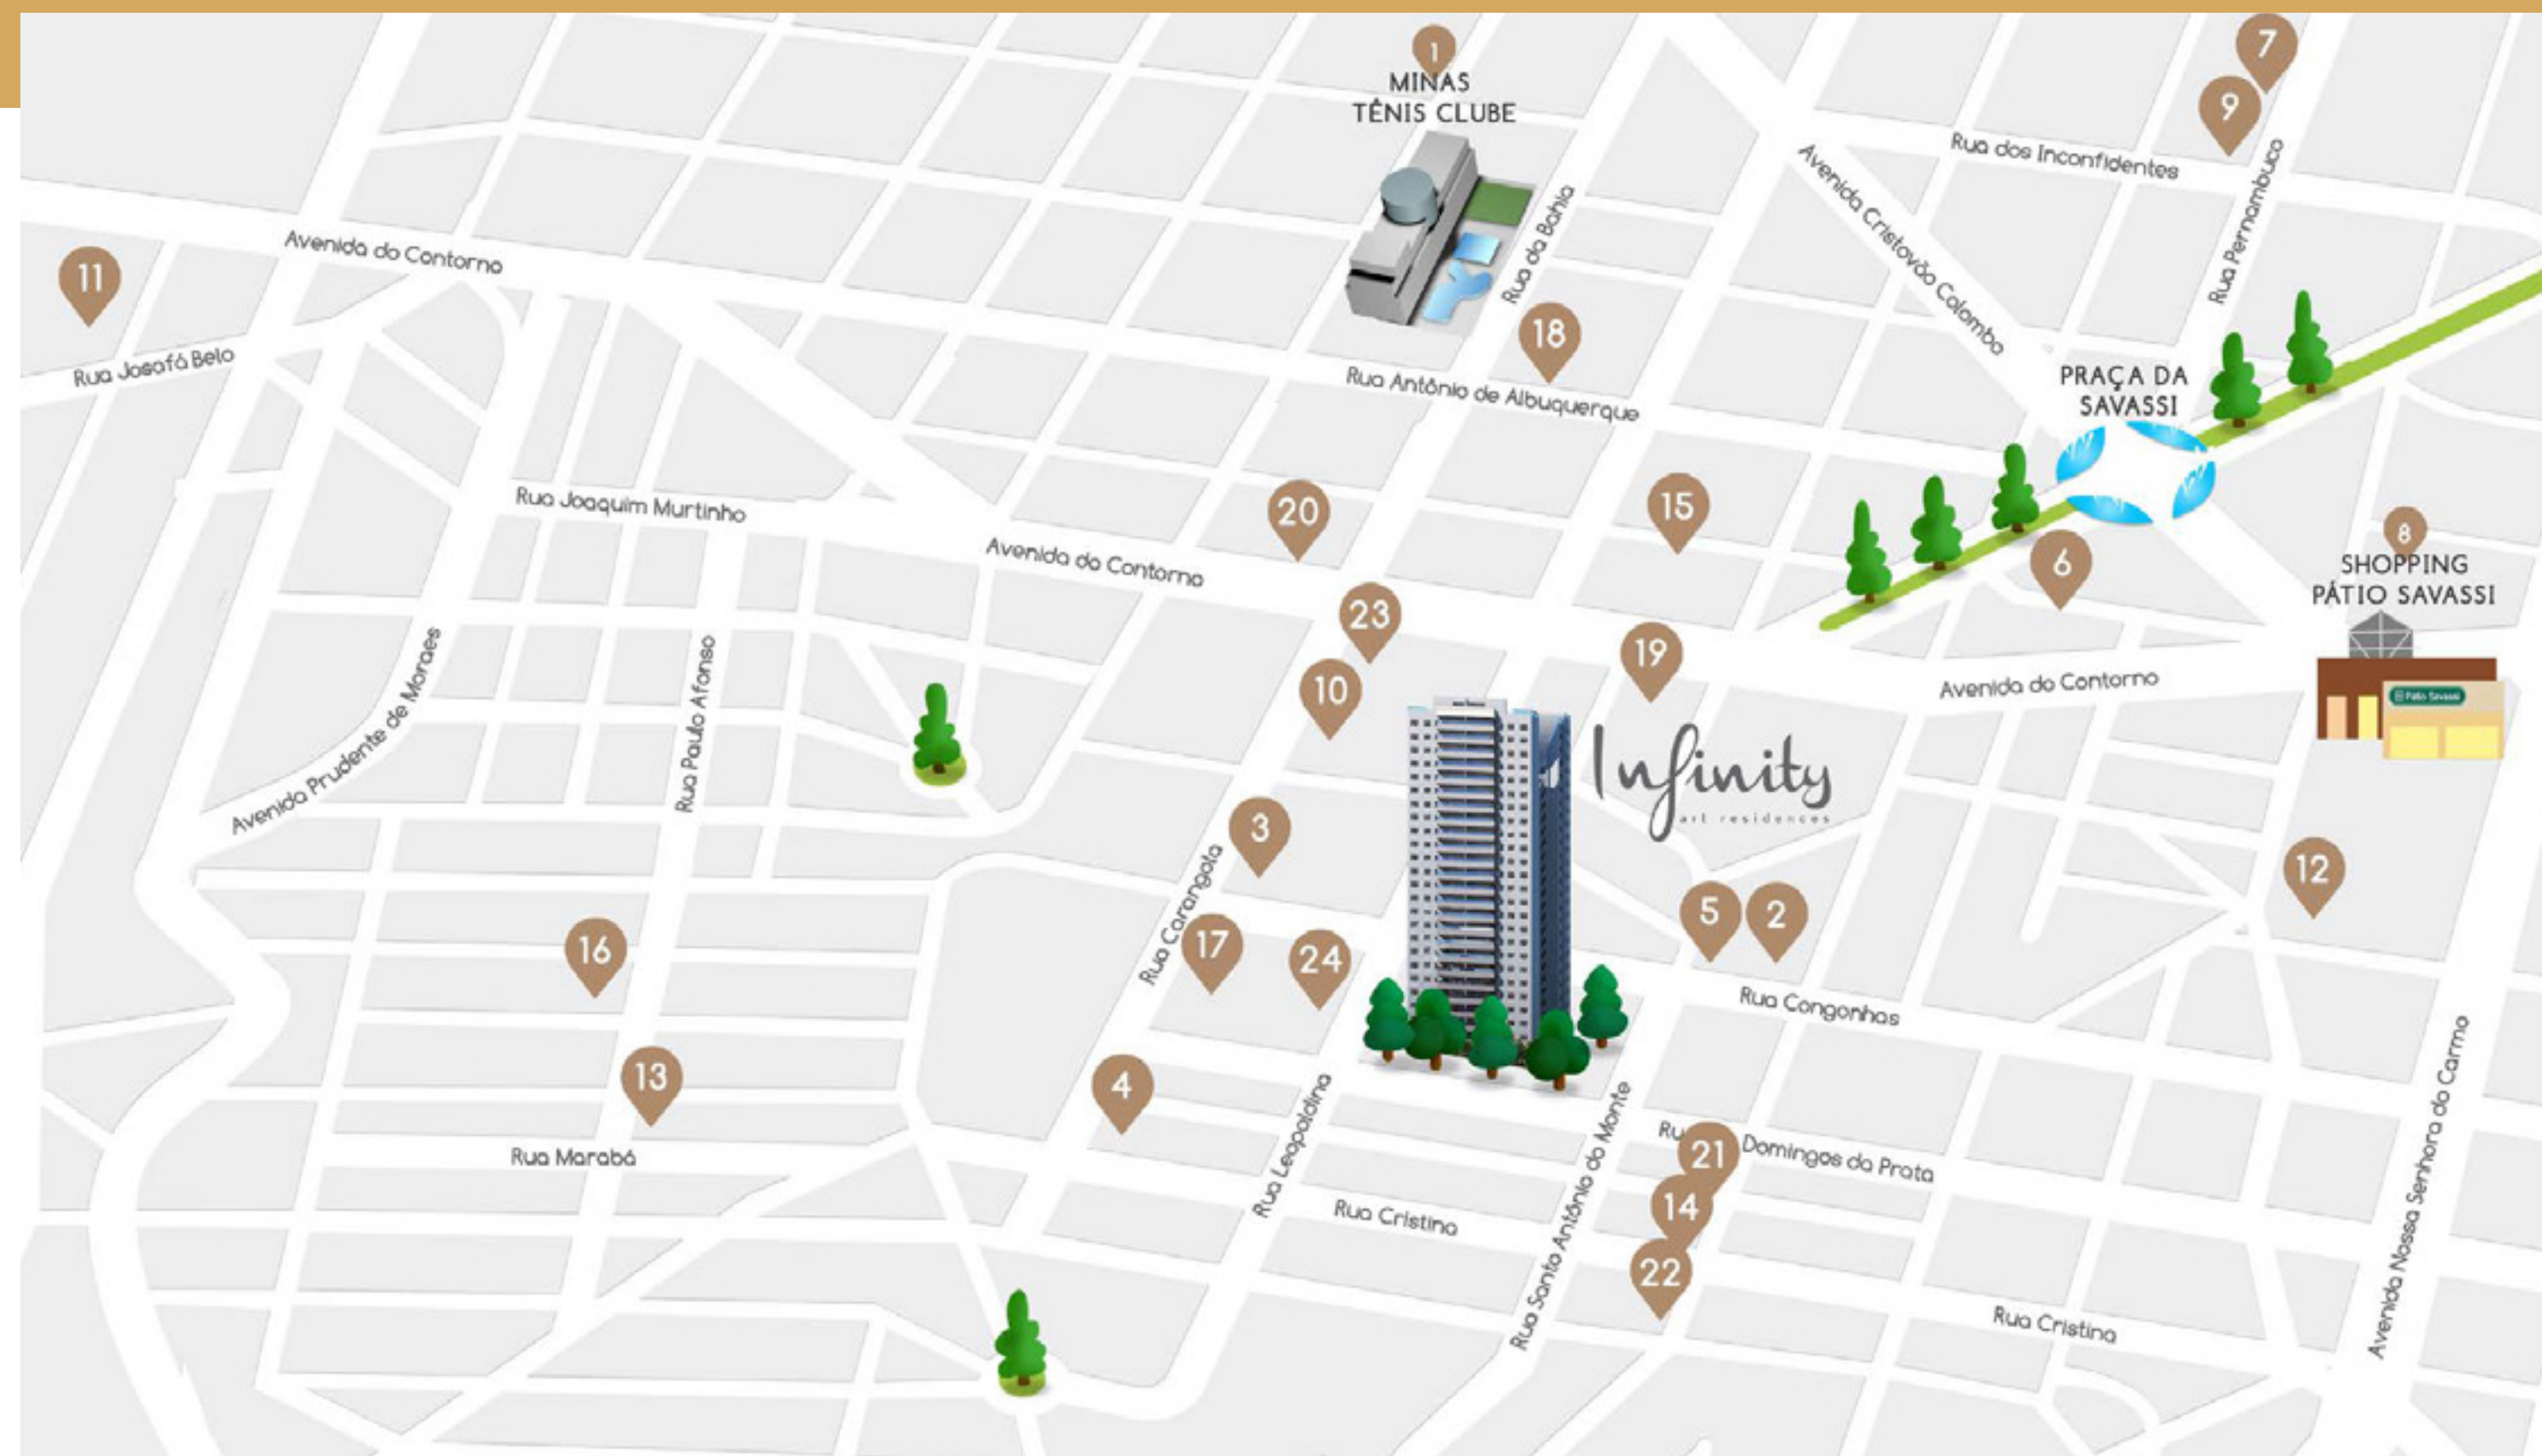 1
MINAS
TÊNIS CLUBE
7
9
Rua dos Inconfidentes
Avenida Cristovão Colombo
Rua Pernambuco
Rua da Bahia
Avenida do Contorno
11
Rua Josafá Belo
18
Rua Antônio de Albuquerque
PRAÇA DA
SAVASSI
Rua Joaquim Murtinho
20
15
6
8
SHOPPING
PÁTIO SAVASSI
Pátio Savassi
Avenida do Contorno
23
19
10
Avenida do Contorno
Avenida Prudente de Moraes
Rua Paulo Afonso
Infinity
art residences
3
12
Rua Carangola
17
24
5
2
16
Rua Congonhas
13
4
Rua Marabá
Rua Leopoldina
Rua Santo Antônio do Monte
Avenida Nossa Senhora do Carmo
21
Domingos do Prata
14
Rua Cristina
22
Rua Cristina